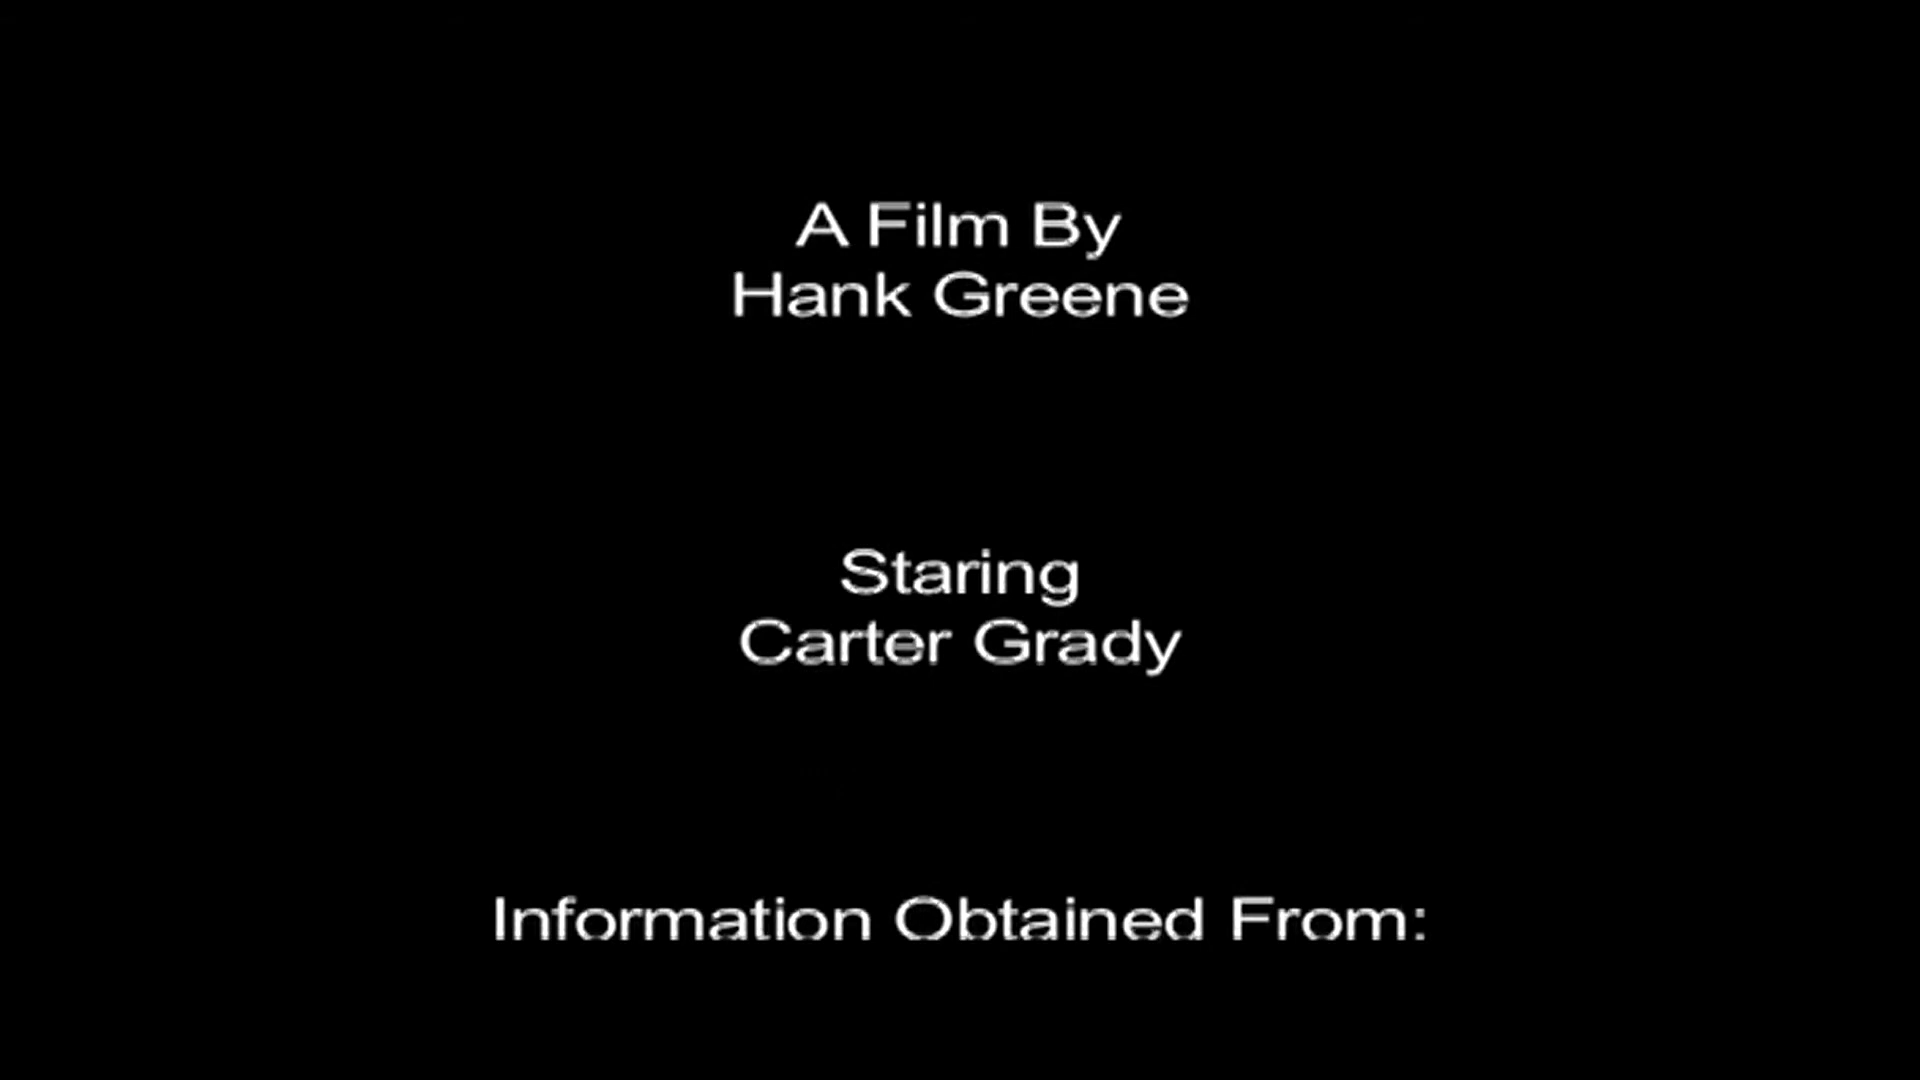 A Film By
Hank Greene
Staring
Carter Grady
Information Obtained From: